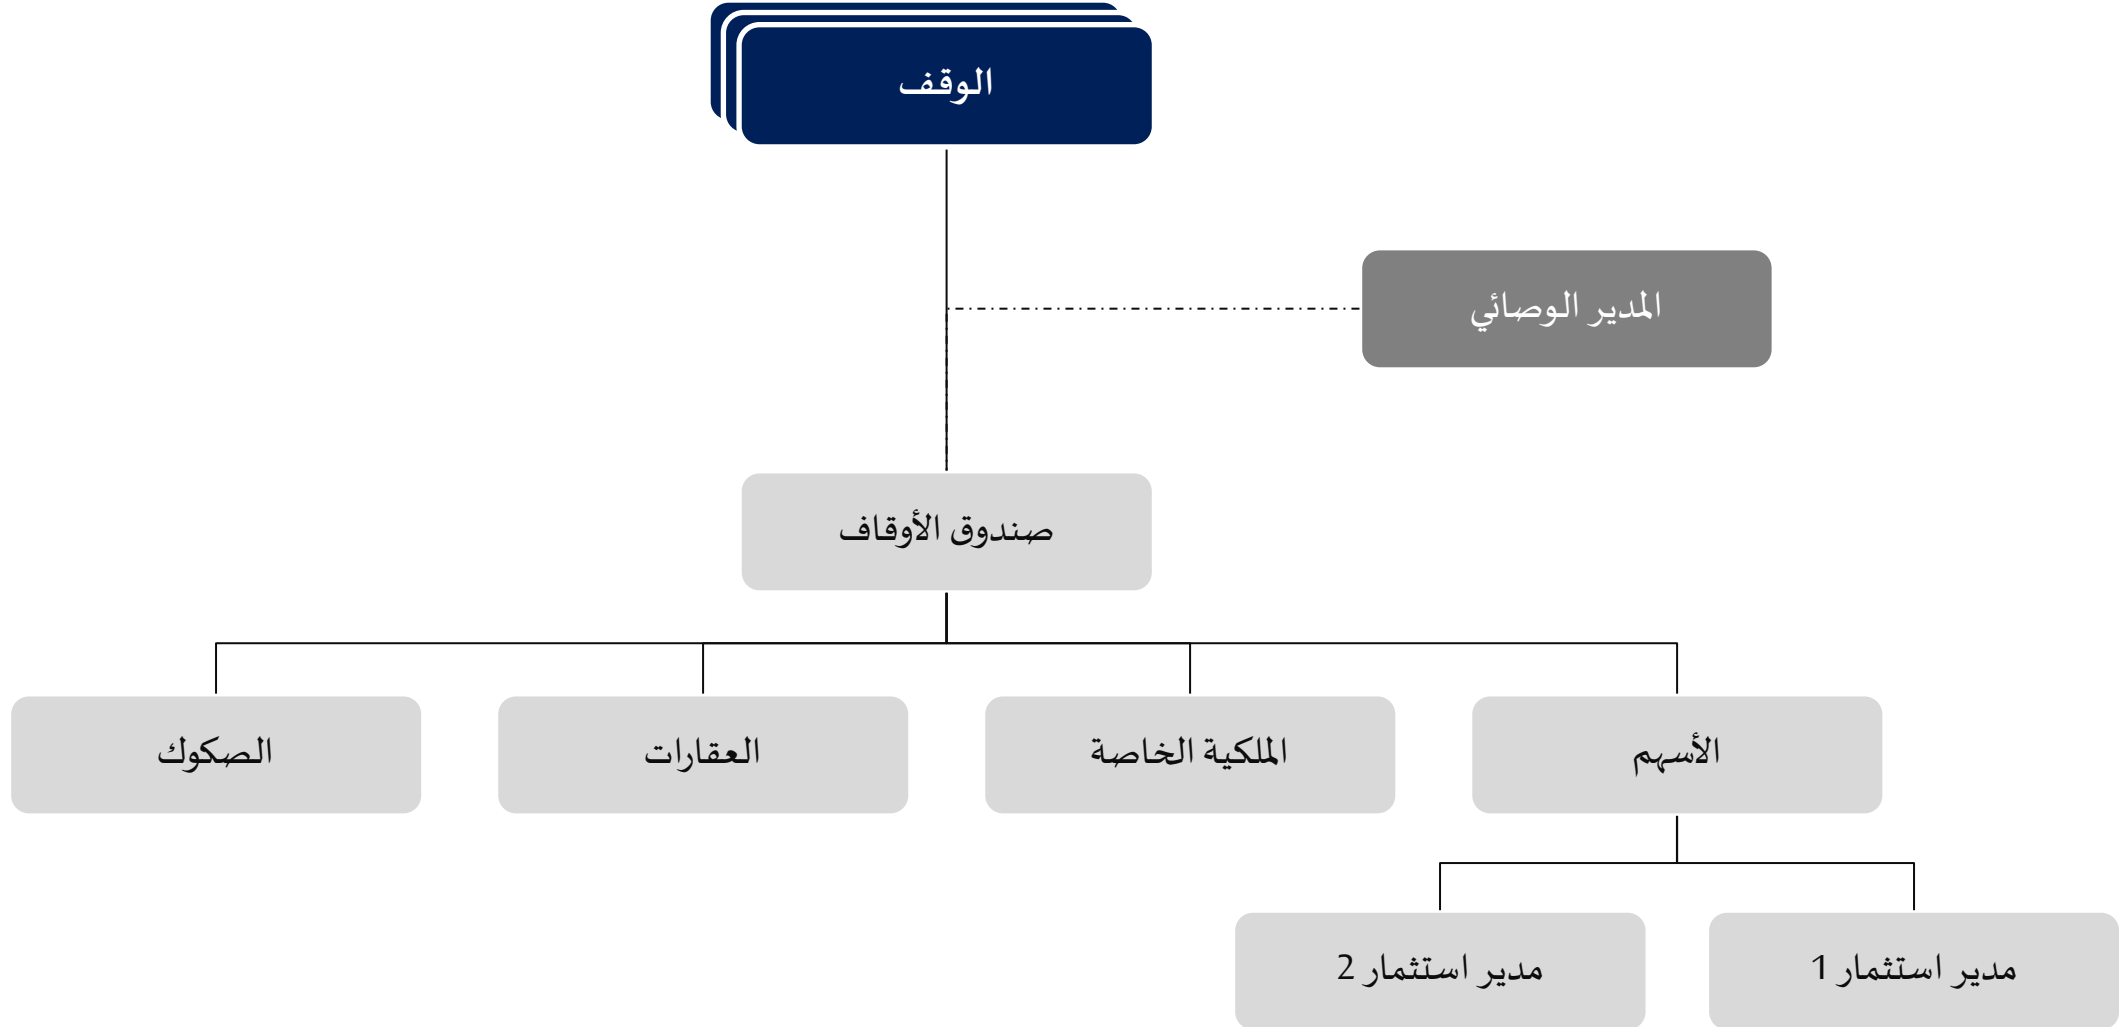 الوقف
المدير الوصائي
صندوق الأوقاف
الأسهم
الملكية الخاصة
العقارات
الصكوك
مدير استثمار 1
مدير استثمار 2